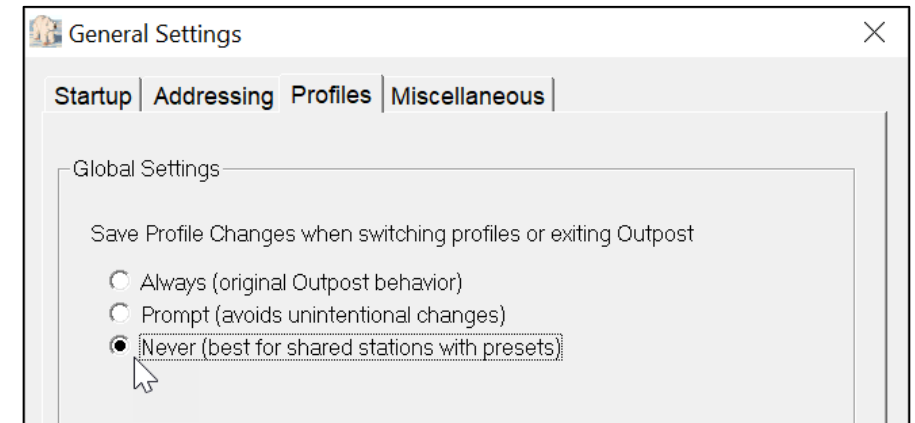 General Settings
Startup Addressing Profiles Miscellaneous
Global Settings
Save Profile Changes when switching profiles or exiting Outpost
Always (original Outpost behavior)
Prompt (avoids unintentional changes)
Never (best for shared stations with presets)